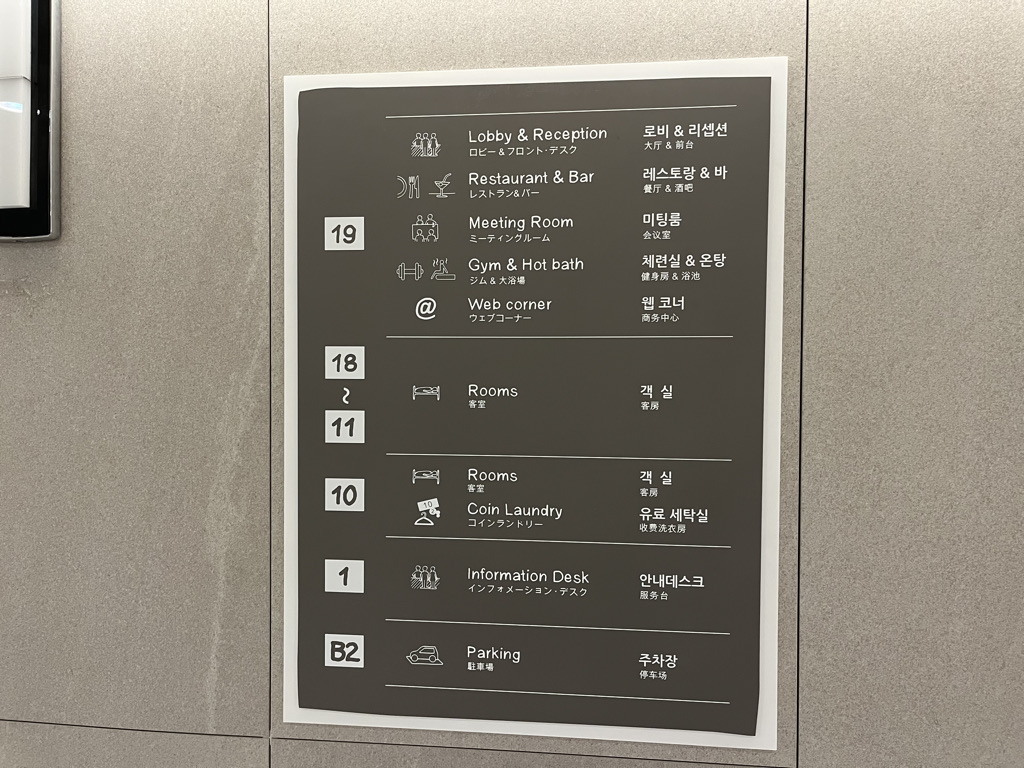 Lobby & Reception
ロビー & フロント・デスク
로비 & 리셉션
大厅 & 前台
Restaurant & Bar
レストラン&バー
레스토랑 & 바
餐厅 & 酒吧
19
Meeting Room
ミーティングルーム
미팅룸
会议室
Gym & Hot bath
ジム & 大浴場
체련실 & 온탕
健身房 & 浴池
@
Web corner
ウェブコーナー
웹 코너
商务中心
18
~
11
Rooms
客室
객 실
客房
10
Rooms
客室
객 실
客房
10
Coin Laundry
コインランドリー
유료 세탁실
收费洗衣房
1
Information Desk
インフォメーション・デスク
안내데스크
服务台
B2
Parking
駐車場
주차장
停车场